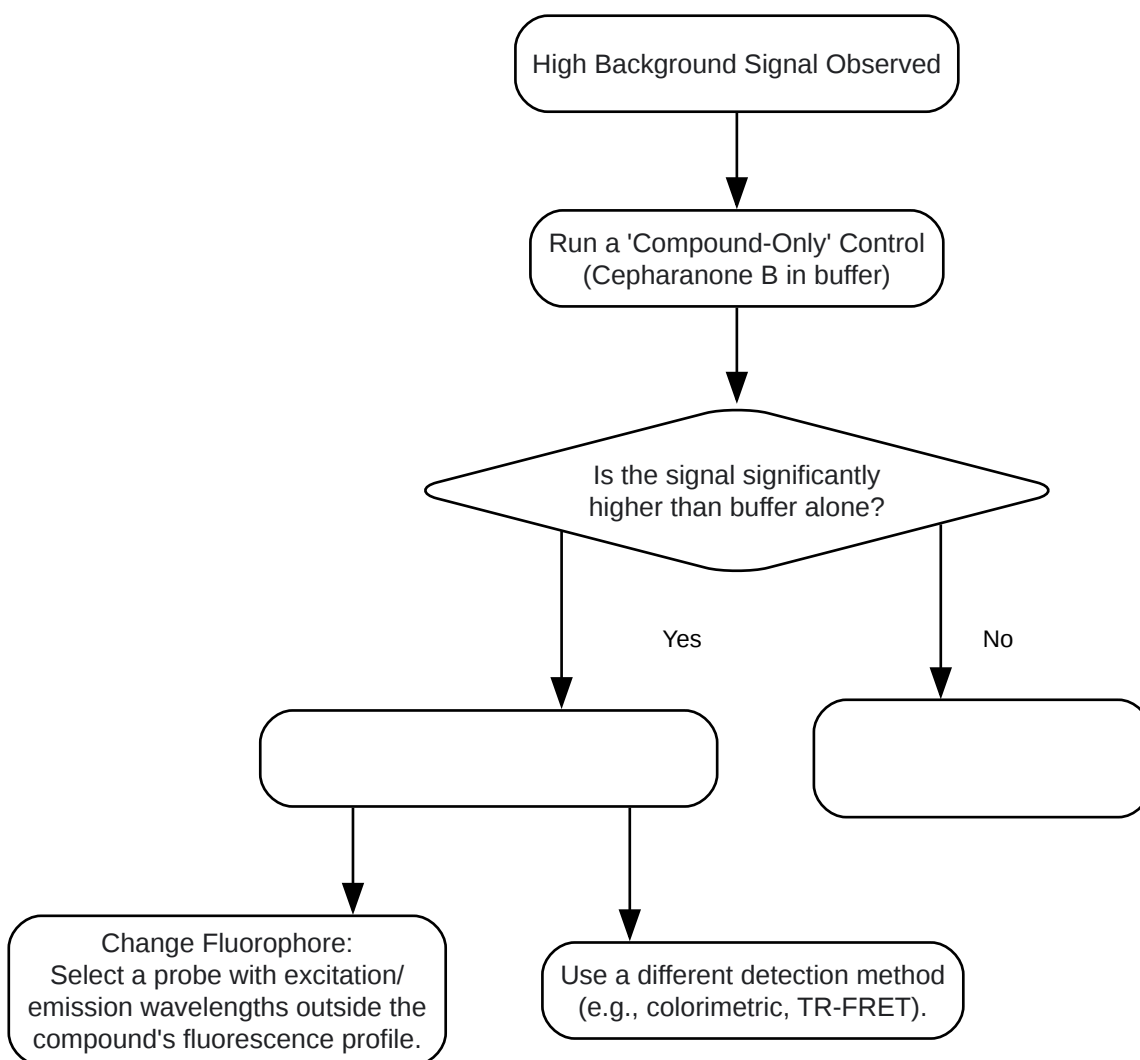 High Background Signal Observed
Run a 'Compound-Only' Control
(Cepharanone B in buffer)
Is the signal significantly
higher than buffer alone?
Yes
No
Change Fluorophore:
Select a probe with excitation/
emission wavelengths outside the
compound's fluorescence profile.
Use a different detection method
(e.g., colorimetric, TR-FRET).